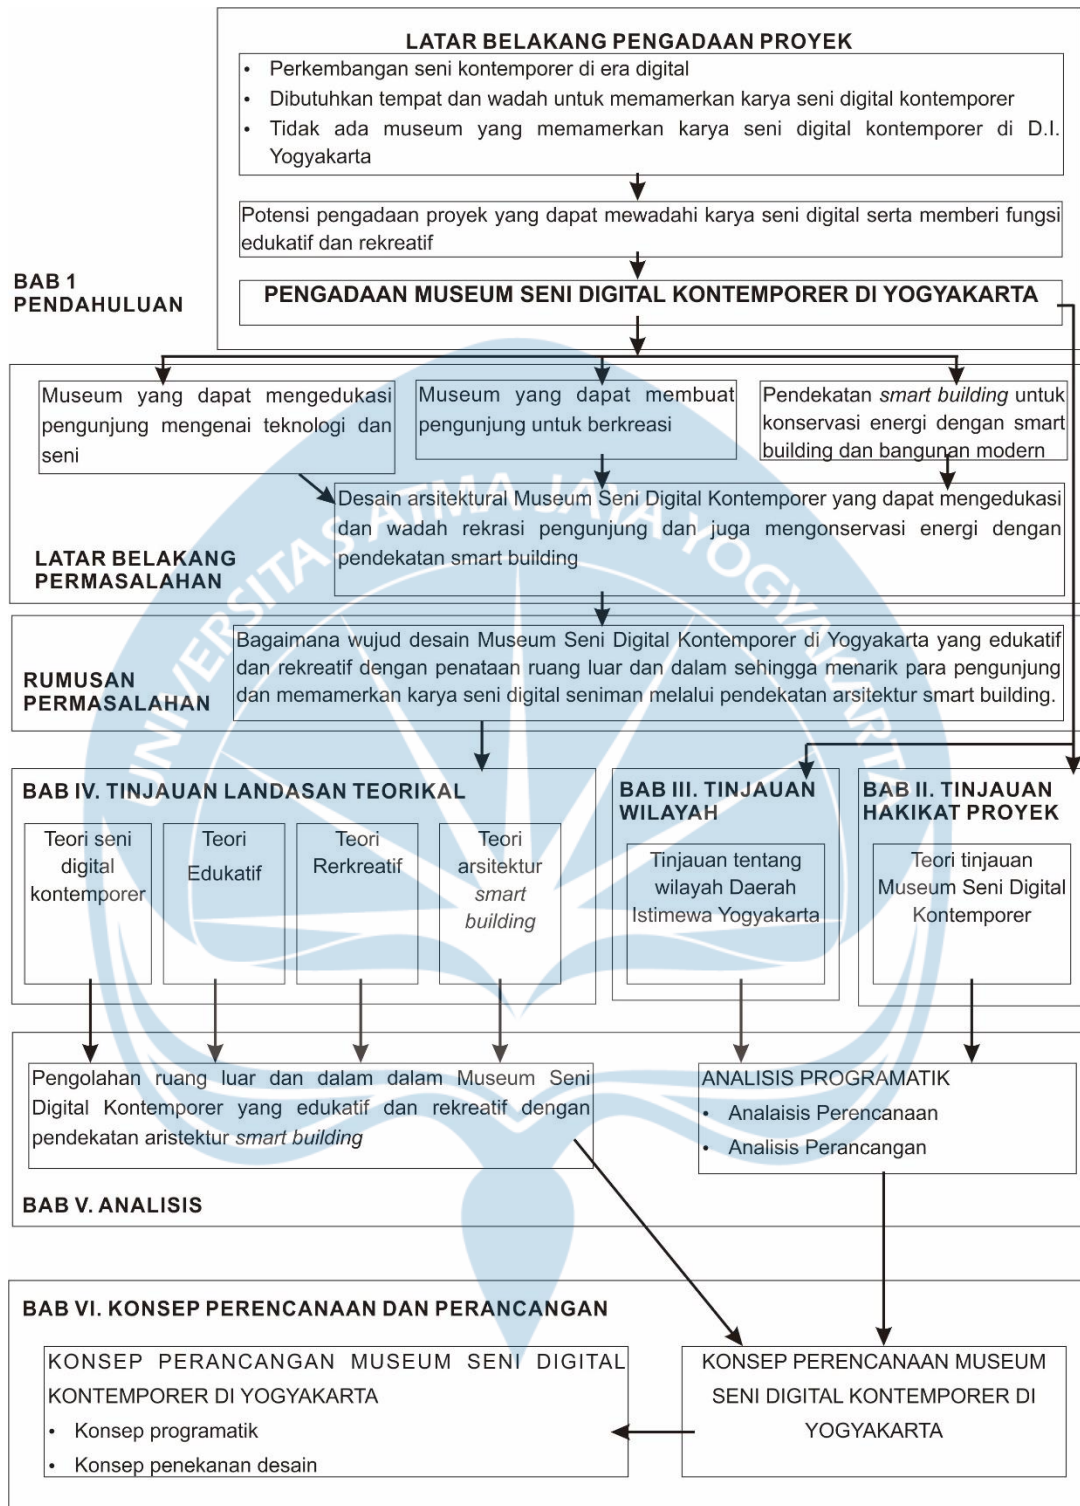 LATAR BELAKANG PENGADAAN PROYEK
• Perkembangan seni kontemporer di era digital
• Dibutuhkan tempat dan wadah untuk memamerkan karya seni digital kontemporer
• Tidak ada museum yang memamerkan karya seni digital kontemporer di D.I.
Yogyakarta
Potensi pengadaan proyek yang dapat mewadahi karya seni digital serta memberi fungsi
edukatif dan rekreatif
BAB 1
PENDAHULUAN
PENGADAAN MUSEUM SENI DIGITAL KONTEMPORER DI YOGYAKARTA
Museum yang dapat mengedukasi
pengunjung mengenai teknologi dan
seni
Museum yang dapat membuat
pengunjung untuk berkreasi
Pendekatan smart building untuk
konservasi energi dengan smart
building dan bangunan modern
Desain arsitektural Museum Seni Digital Kontemporer yang dapat mengedukasi
dan wadah rekrasi pengunjung dan juga mengonservasi energi dengan
pendekatan smart building
LATAR BELAKANG
PERMASALAHAN
Bagaimana wujud desain Museum Seni Digital Kontemporer di Yogyakarta yang edukatif
dan rekreatif dengan penataan ruang luar dan dalam sehingga menarik para pengunjung
dan memamerkan karya seni digital seniman melalui pendekatan arsitektur smart building.
RUMUSAN
PERMASALAHAN
BAB IV. TINJAUAN LANDASAN TEORIKAL
Teori seni
digital
kontemporer
Teori
Edukatif
Teori
Rerkreatif
Teori
arsitektur
smart
building
BAB III. TINJAUAN
WILAYAH
Tinjauan tentang
wilayah Daerah
Istimewa Yogyakarta
BAB II. TINJAUAN
HAKIKAT PROYEK
Teori tinjauan
Museum Seni Digital
Kontemporer
Pengolahan ruang luar dan dalam dalam Museum Seni
Digital Kontemporer yang edukatif dan rekreatif dengan
pendekatan aristektur smart building
ANALISIS PROGRAMATIK
• Analaisis Perencanaan
• Analisis Perancangan
BAB V. ANALISIS
BAB VI. KONSEP PERENCANAAN DAN PERANCANGAN
KONSEP PERANCANGAN MUSEUM SENI DIGITAL
KONTEMPORER DI YOGYAKARTA
• Konsep programatik
• Konsep penekanan desain
KONSEP PERENCANAAN MUSEUM
SENI DIGITAL KONTEMPORER DI
YOGYAKARTA
UNIVERSITAS ATMA JAYA YOGYAKARTA